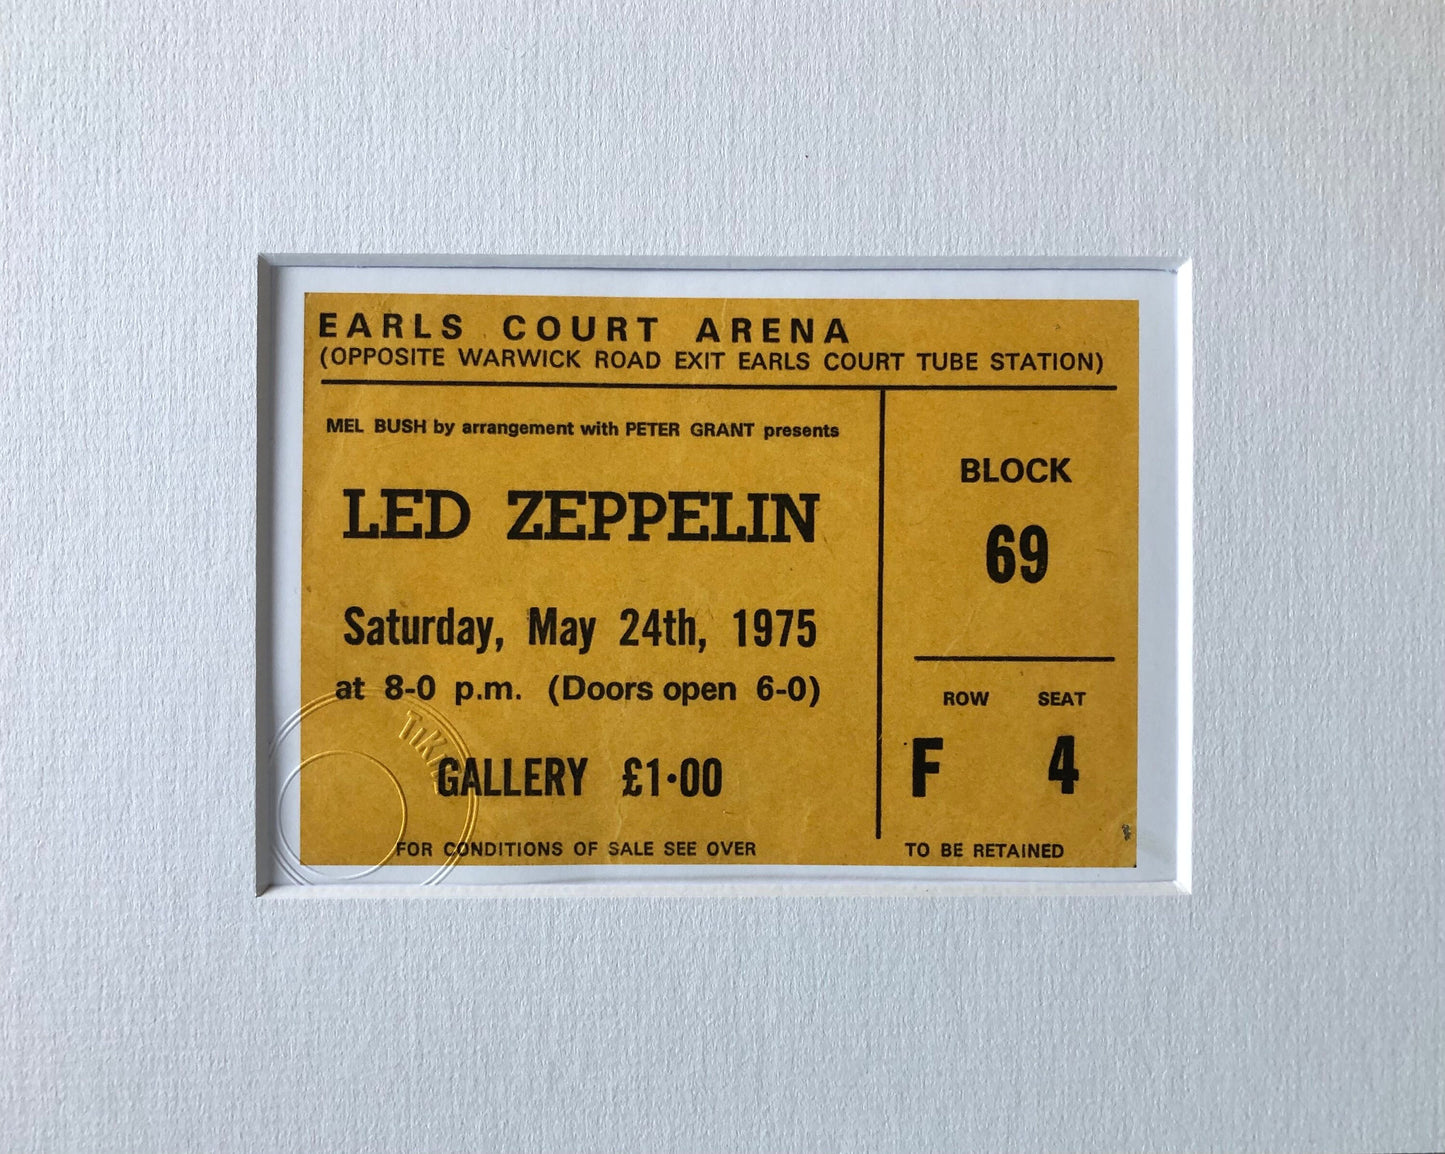 EARLS COURT ARENA
(OPPOSITE WARWICK ROAD EXIT EARLS COURT TUBE STATION)
MEL BUSH by arrangement with PETER GRANT presents
LED ZEPPELIN
Saturday, May 24th, 1975
at 8-0 p.m. (Doors open 6-0)
GALLERY £1·00
FOR CONDITIONS OF SALE SEE OVER
BLOCK
69
ROW SEAT
F 4
TO BE RETAINED